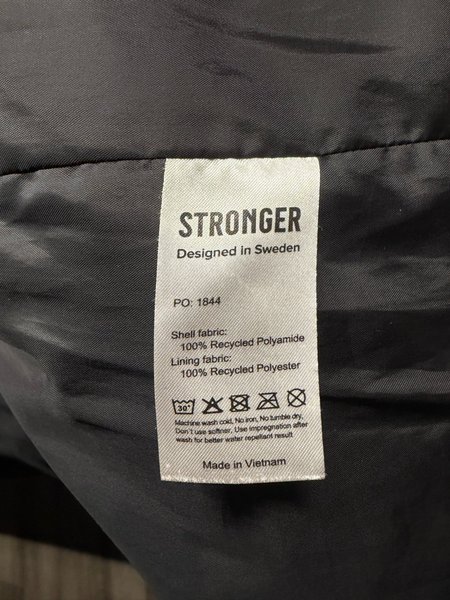 STRONGER
Designed in Sweden
PO: 1844
Shell fabric:
100% Recycled Polyamide
Lining fabric:
100% Recycled Polyester
30°
Machine wash cold, No iron, No tumble dry,
Don´t use softner, Use impregnation after
wash for better water repellant result
Made in Vietnam